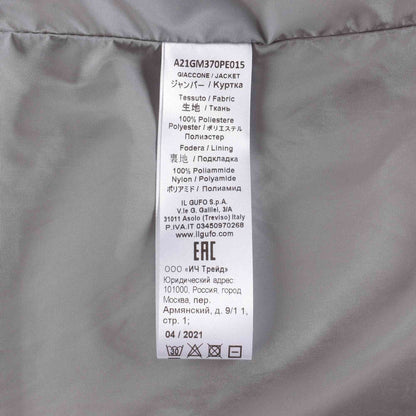 A21GM370PE015
GIACCONE / JACKET
ジャンパー / Куртка
Tessuto / Fabric
生地 / Ткань
100% Poliestere
Polyester / ポリエステル
Полиэстер
Fodera / Lining
裏地 / Подкладка
100% Poliammide
Nylon / Polyamide
ポリアミド / Полиамид
IL GUFO S.p.A.
V.le G. Galilei, 3/A
31011 Asolo (Treviso) Italy
P.IVA.IT 03450970268
www.ilgufo.com
EAC
ООО «ИЧ Трейд»
Юридический адрес
101000, Россия, город
Москва, пер.
Армянский, д. 9/1 1,
стр. 1;
04 / 2021
30